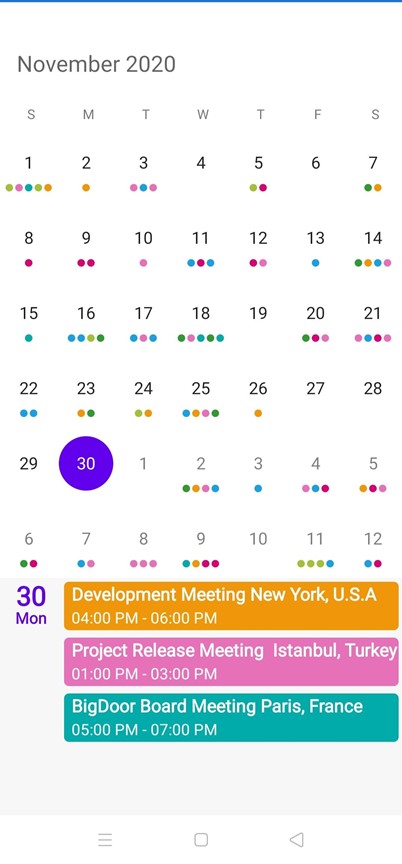 November 2020
S M T W T F S
1 2 3 4 5 6 7
8 9 10 11 12 13 14
15 16 17 18 19 20 21
22 23 24 25 26 27 28
29 30 1 2 3 4 5
6 7 8 9 10 11 12
30
Mon
Development Meeting New York, U.S.A
04:00 PM - 06:00 PM
Project Release Meeting Istanbul, Turkey
01:00 PM - 03:00 PM
BigDoor Board Meeting Paris, France
05:00 PM - 07:00 PM